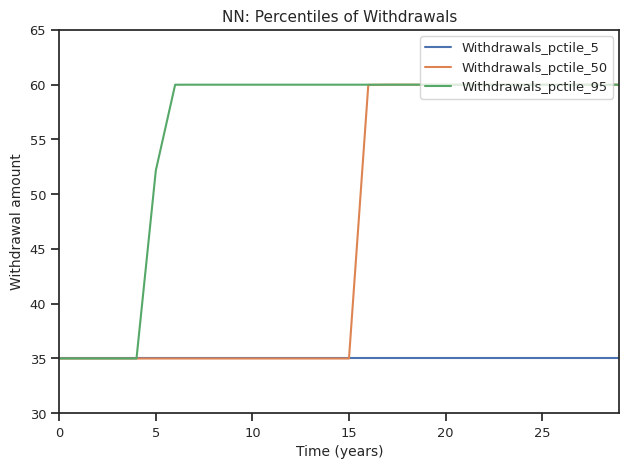 NN: Percentiles of Withdrawals
65
60
55
50
45
40
35
30
Withdrawal amount
Withdrawals_pctile_5
Withdrawals_pctile_50
Withdrawals_pctile_95
0 5 10 15 20 25
Time (years)